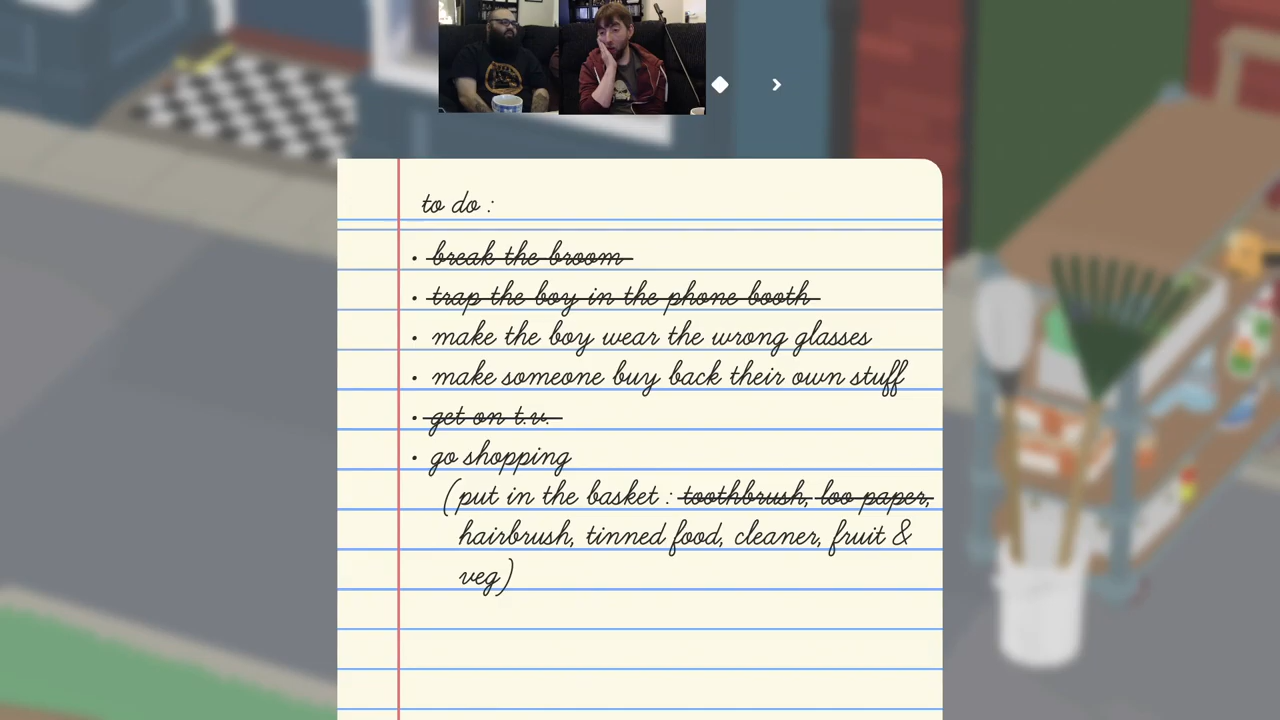 to do :
• break the broom
• trap the boy in the phone booth
• make the boy wear the wrong glasses
• make someone buy back their own stuff
• get on t.v.
• go shopping
(put in the basket : toothbrush, loo paper,
hairbrush, tinned food, cleaner, fruit &
veg)